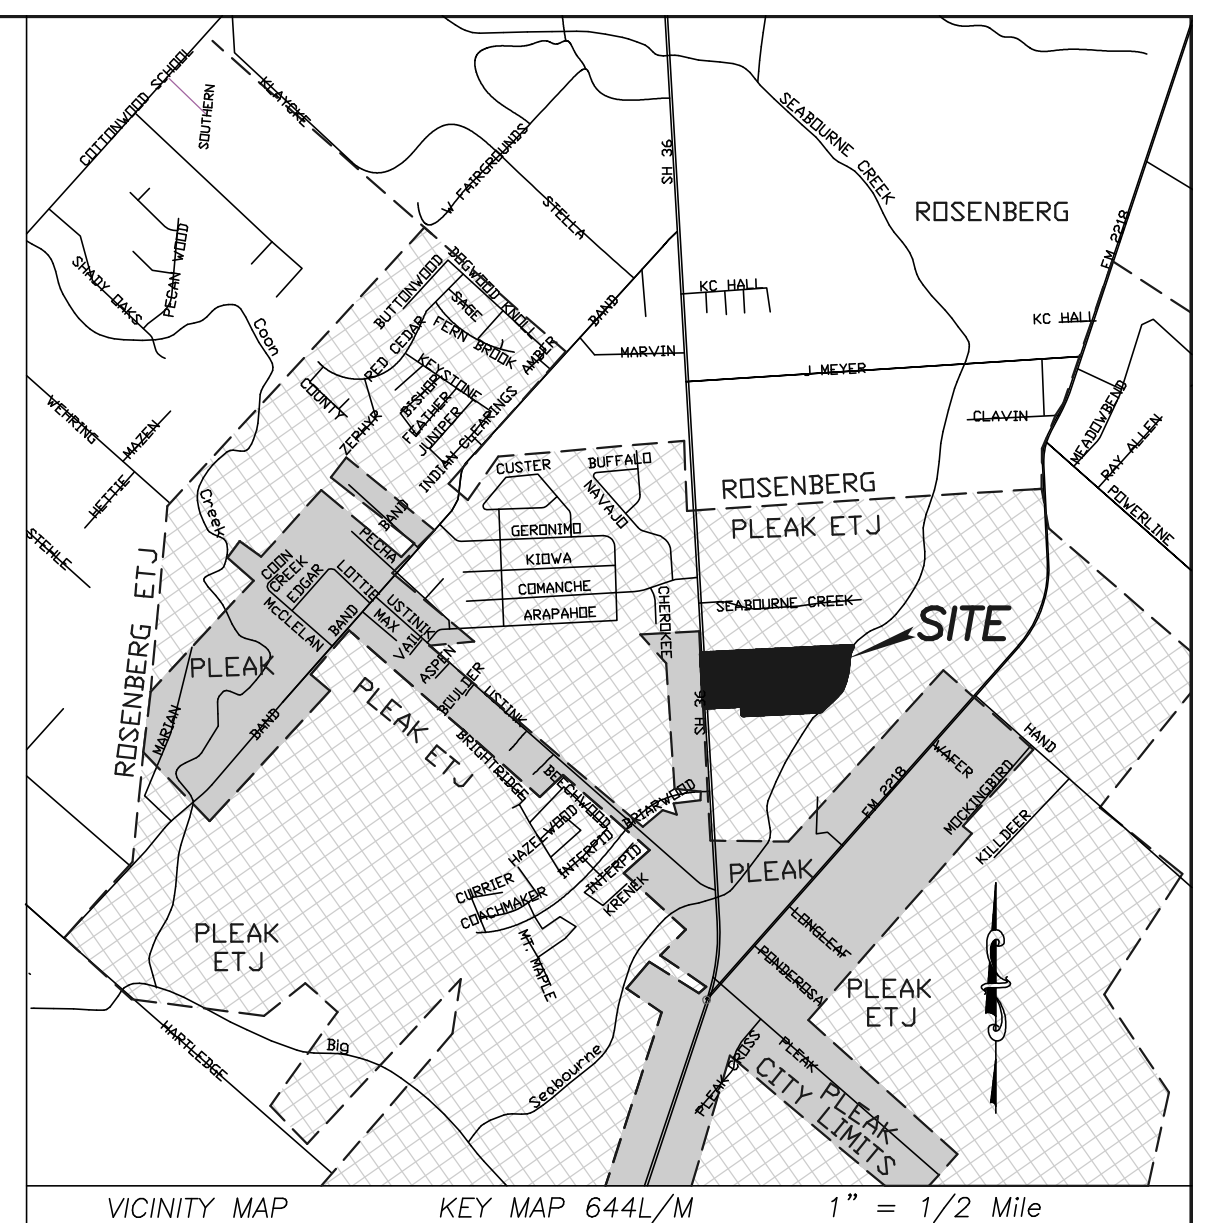 COTTONWOOD SCHOOL
SOUTHERN
KLAYCKE
W FAIRGROUNDS
STELLA
SH 36
SEABOURNE CREEK
ROSENBERG
FM 2218
SHADY OAKS
PECAN WOOD
Coon
BUTTONWOOD
DOGWOOD KNOLL
SAGE
FERN BROOK
RED CEDAR
AMBER
BAND
KC HALL
KC HALL
MARVIN
J MEYER
KEYSTONE
BISHOP
FEATHER
JUNIPER
COUNTY
ZEPHYR
INDIAN CLEARINGS
CLAVIN
MEADOWBEND
RAY ALLEN
POWERLINE
WEHRING
MAZEN
HETTIE
STEHLE
Creek
CUSTER
BUFFALO
NAVAJO
ROSENBERG
PLEAK ETJ
BAND
PECHA
GERONIMO
KIOWA
COMANCHE
ARAPAHOE
CHEROKEE
SEABOURNE CREEK
SITE
COON
CREEK
EDGAR
LOTTIE
McCLELAN
BAND
USTINIK
MAX
VAIL
ASPEN
BOULDER
USTINK
ROSENBERG ETJ
PLEAK
MARIAN
BAND
PLEAK ETJ
SH 36
BRIGHTRIDGE
BEECHWOOD
BRIARWOOD
HAZELWOOD
INTERPID
INTERPID
KRENEK
CURRIER
COACHMAKER
MT. MAPLE
HAND
WAFER
FM 2218
MOCKINGBIRD
KILLDEER
PLEAK
LONGLEAF
PONDEROSA
PLEAK
ETJ
PLEAK
ETJ
HARTLEDGE
Big
Seabourne
PLEAK CROSS
PLEAK
PLEAK
CITY LIMITS
VICINITY MAP
KEY MAP 644L/M
1" = 1/2 Mile